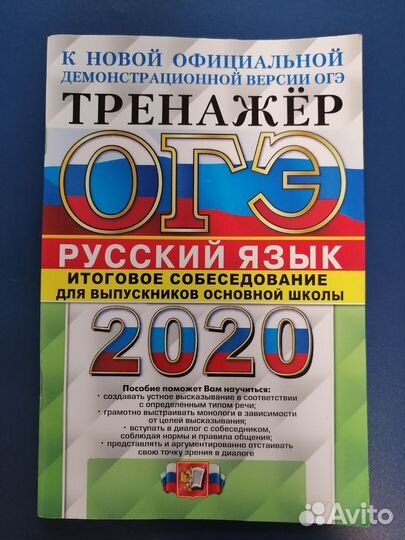 К НОВОЙ ОФИЦИАЛЬНОЙ
ДЕМОНСТРАЦИОННОЙ ВЕРСИИ ОГЭ
ТРЕНАЖЁР
ОГЭ
РУССКИЙ ЯЗЫК
ИТОГОВОЕ СОБЕСЕДОВАНИЕ
ДЛЯ ВЫПУСКНИКОВ ОСНОВНОЙ ШКОЛЫ
2020
Пособие поможет Вам научиться:
• создавать устное высказывание в соответствии
с определённым типом речи;
• грамотно выстраивать монологи в зависимости
от целей высказывания;
• вступать в диалог с собеседником,
соблюдая нормы и правила общения;
• представлять и аргументированно отстаивать
свою точку зрения в диалоге
Avito